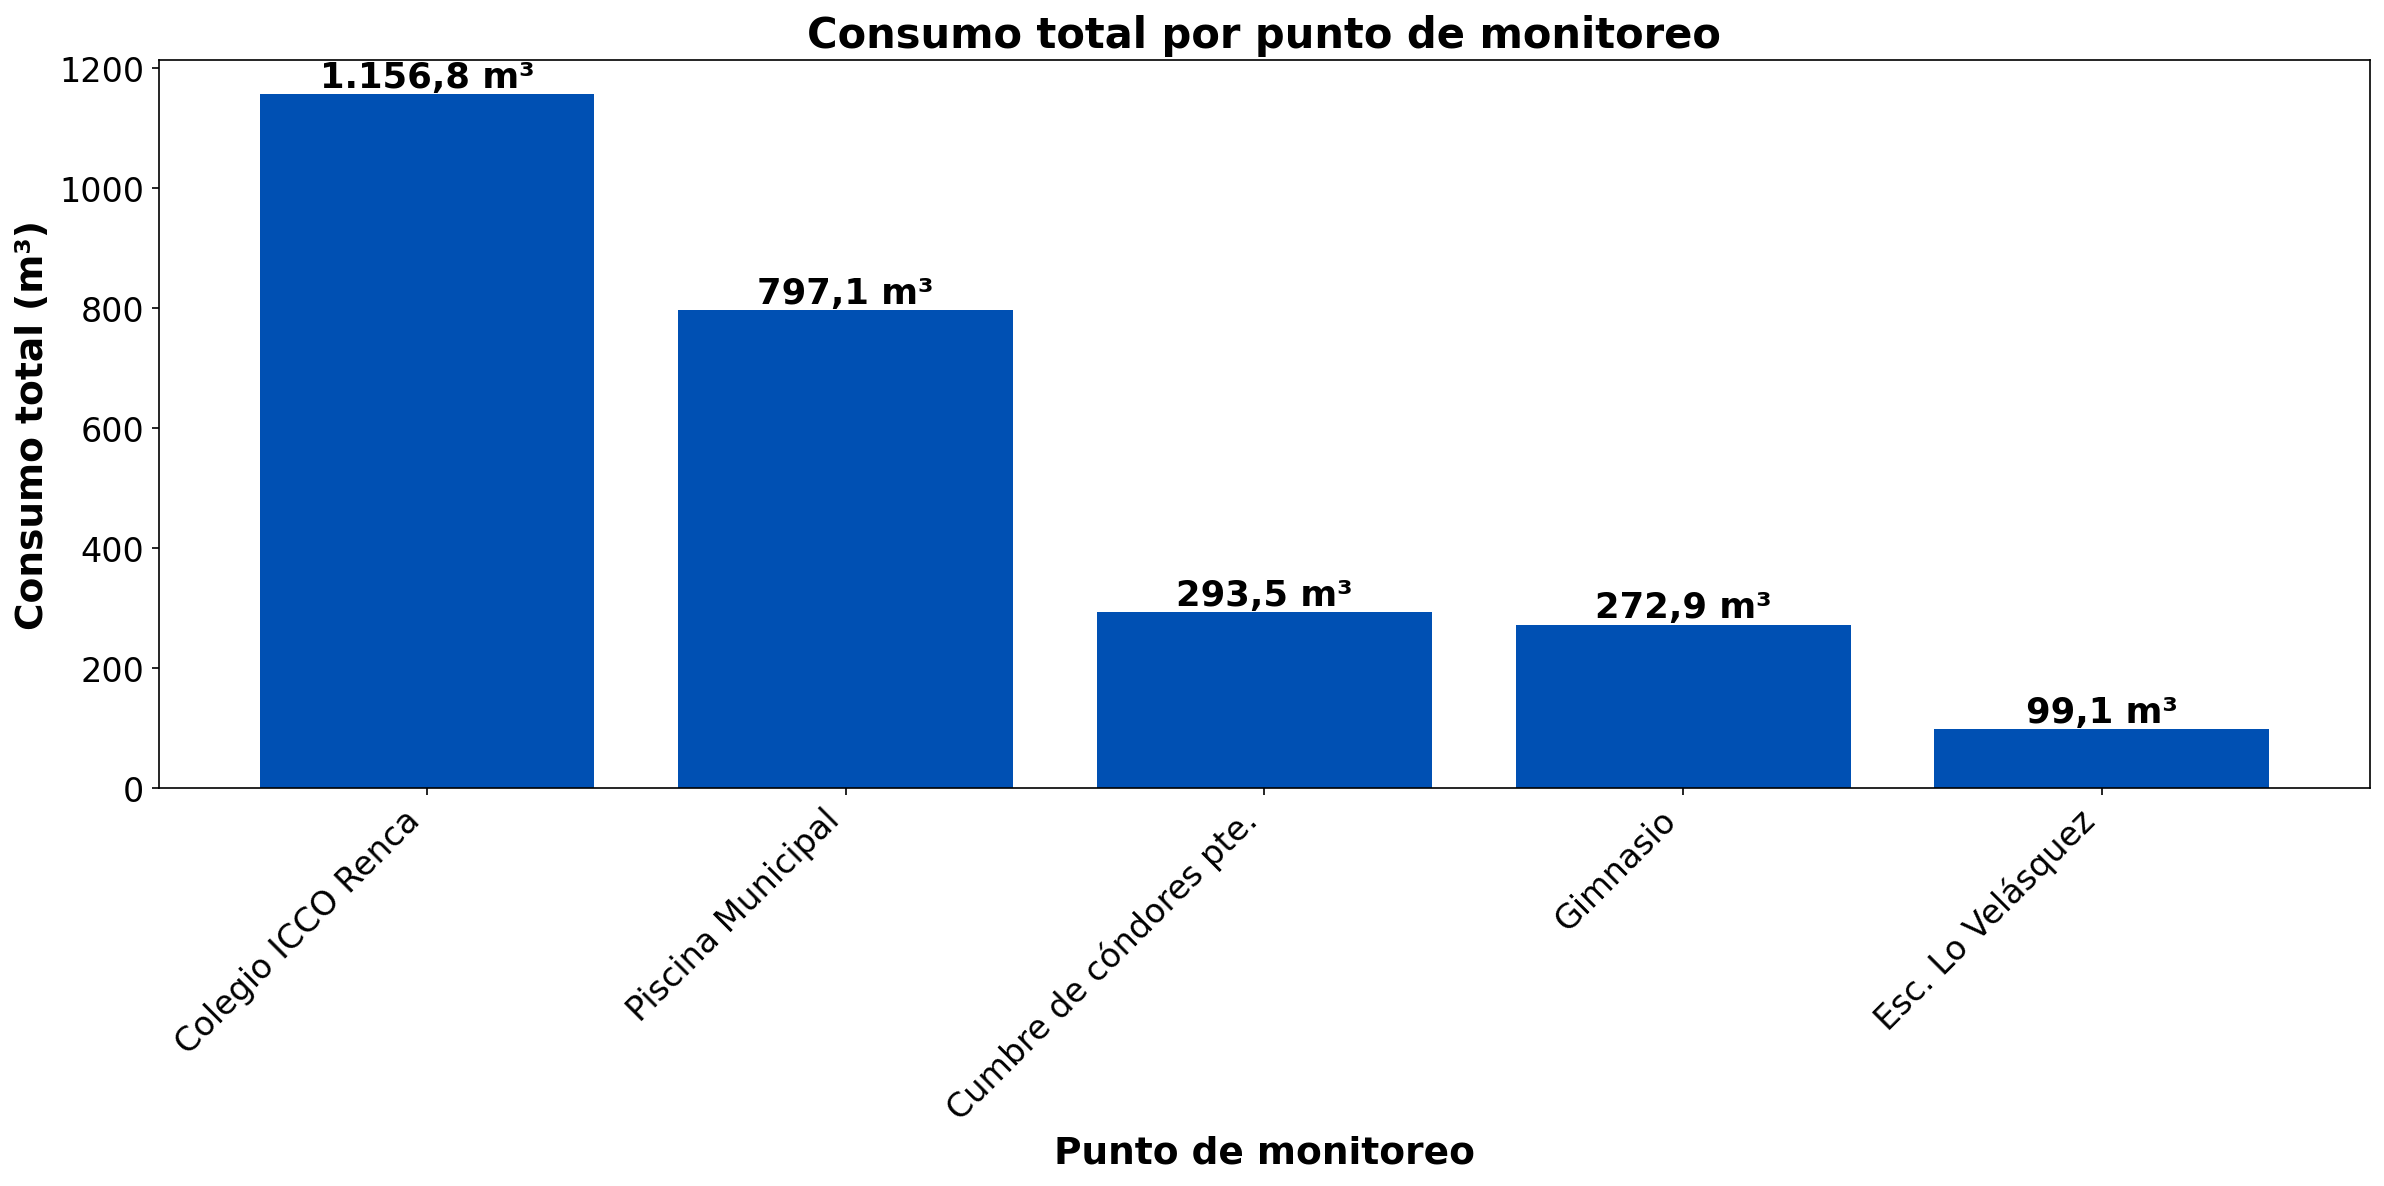 Consumo total por punto de monitoreo
Consumo total (m³)
1200
1000
800
600
400
200
0
1.156,8 m³
797,1 m³
293,5 m³
272,9 m³
99,1 m³
Colegio ICCO Renca
Piscina Municipal
Cumbre de cóndores pte.
Gimnasio
Esc. Lo Velásquez
Punto de monitoreo